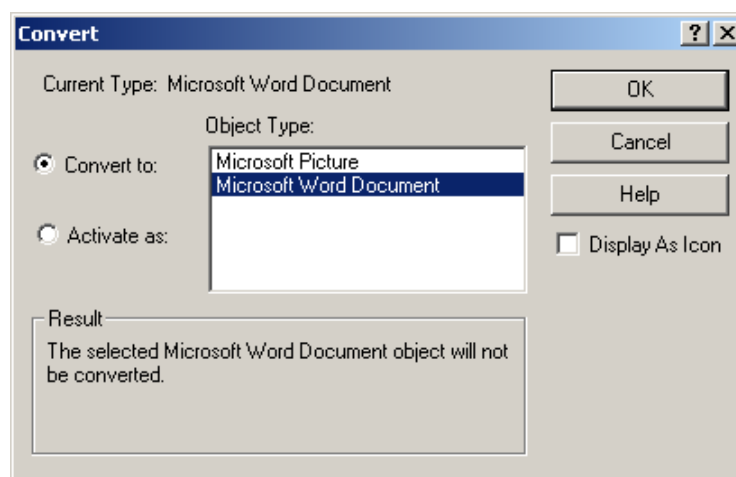 Convert
Current Type: Microsoft Word Document
OK
Object Type:
Cancel
Convert to:
Microsoft Picture
Microsoft Word Document
Help
Activate as:
Display As Icon
Result
The selected Microsoft Word Document object will not
be converted.